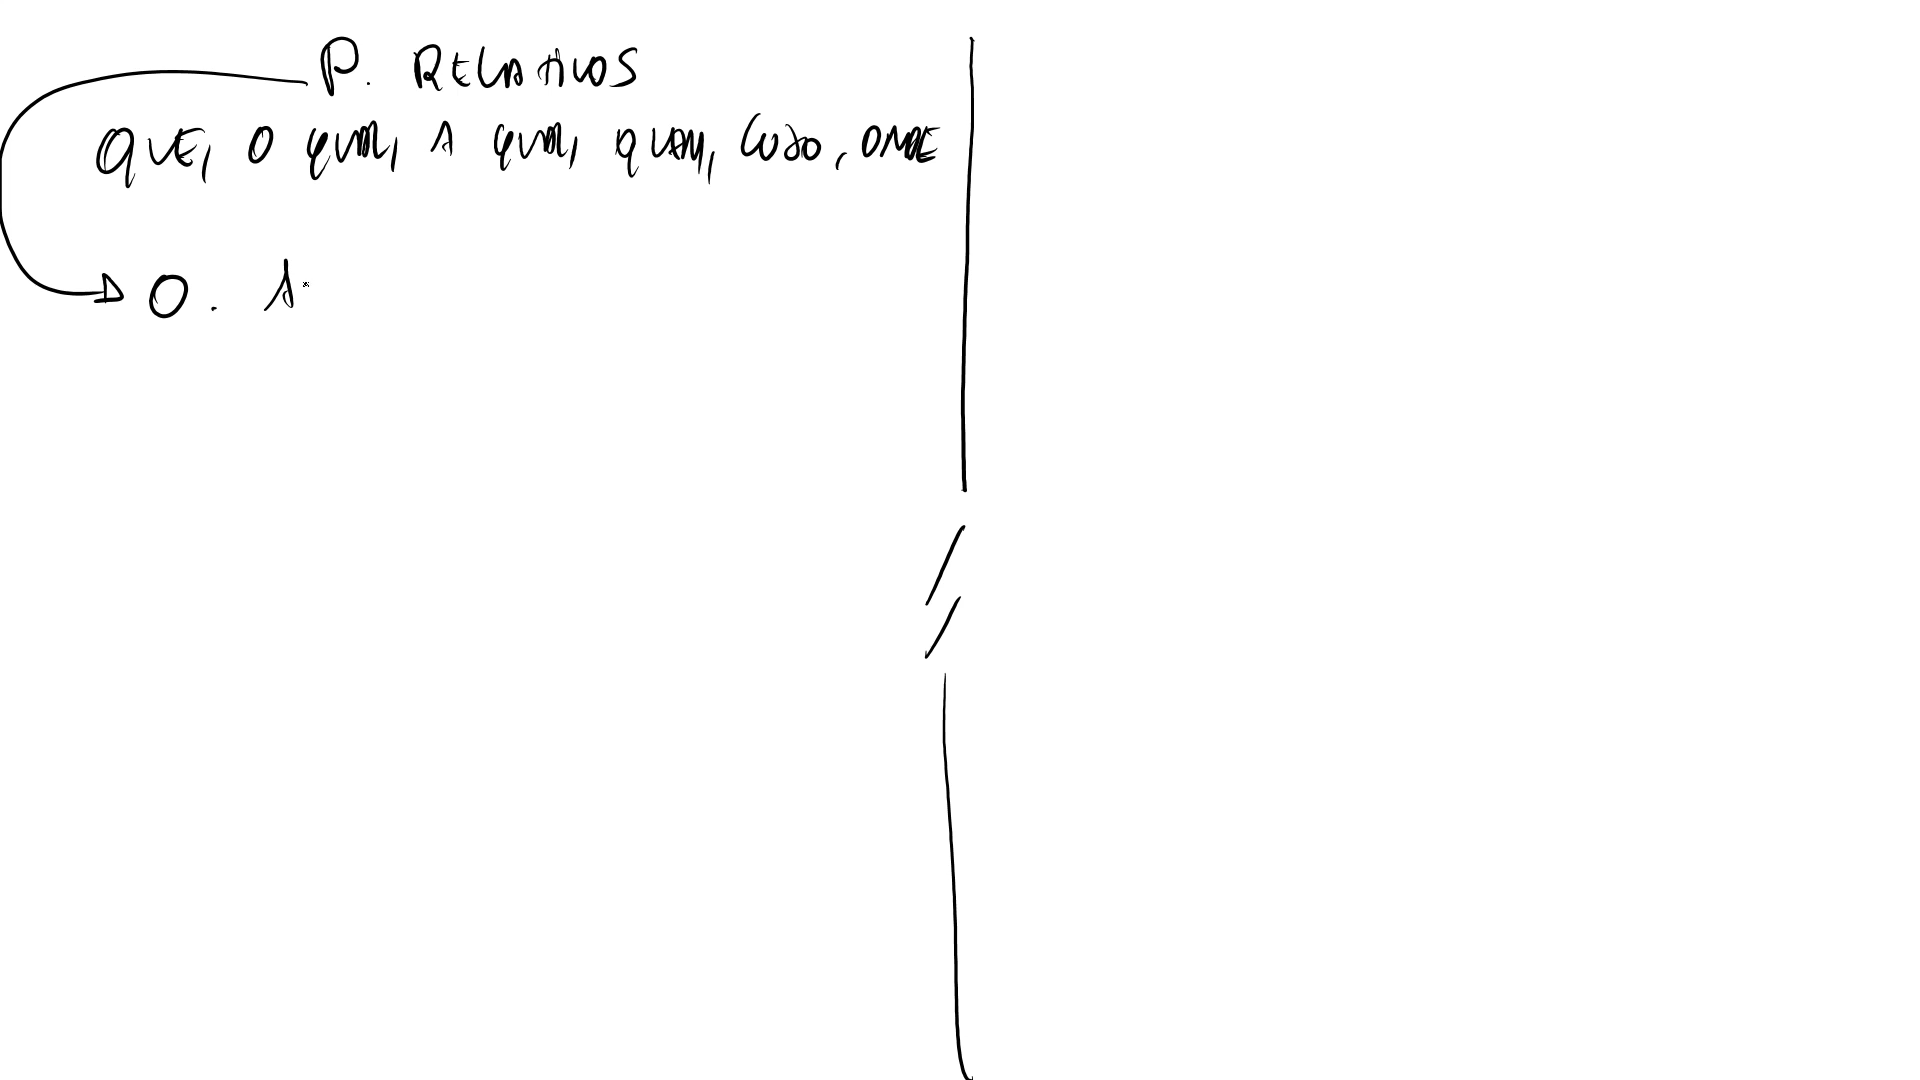 P. RELATIVOS
QUE, O QUAL, A QUAL, QUEM, CUJO, ONDE
O. A